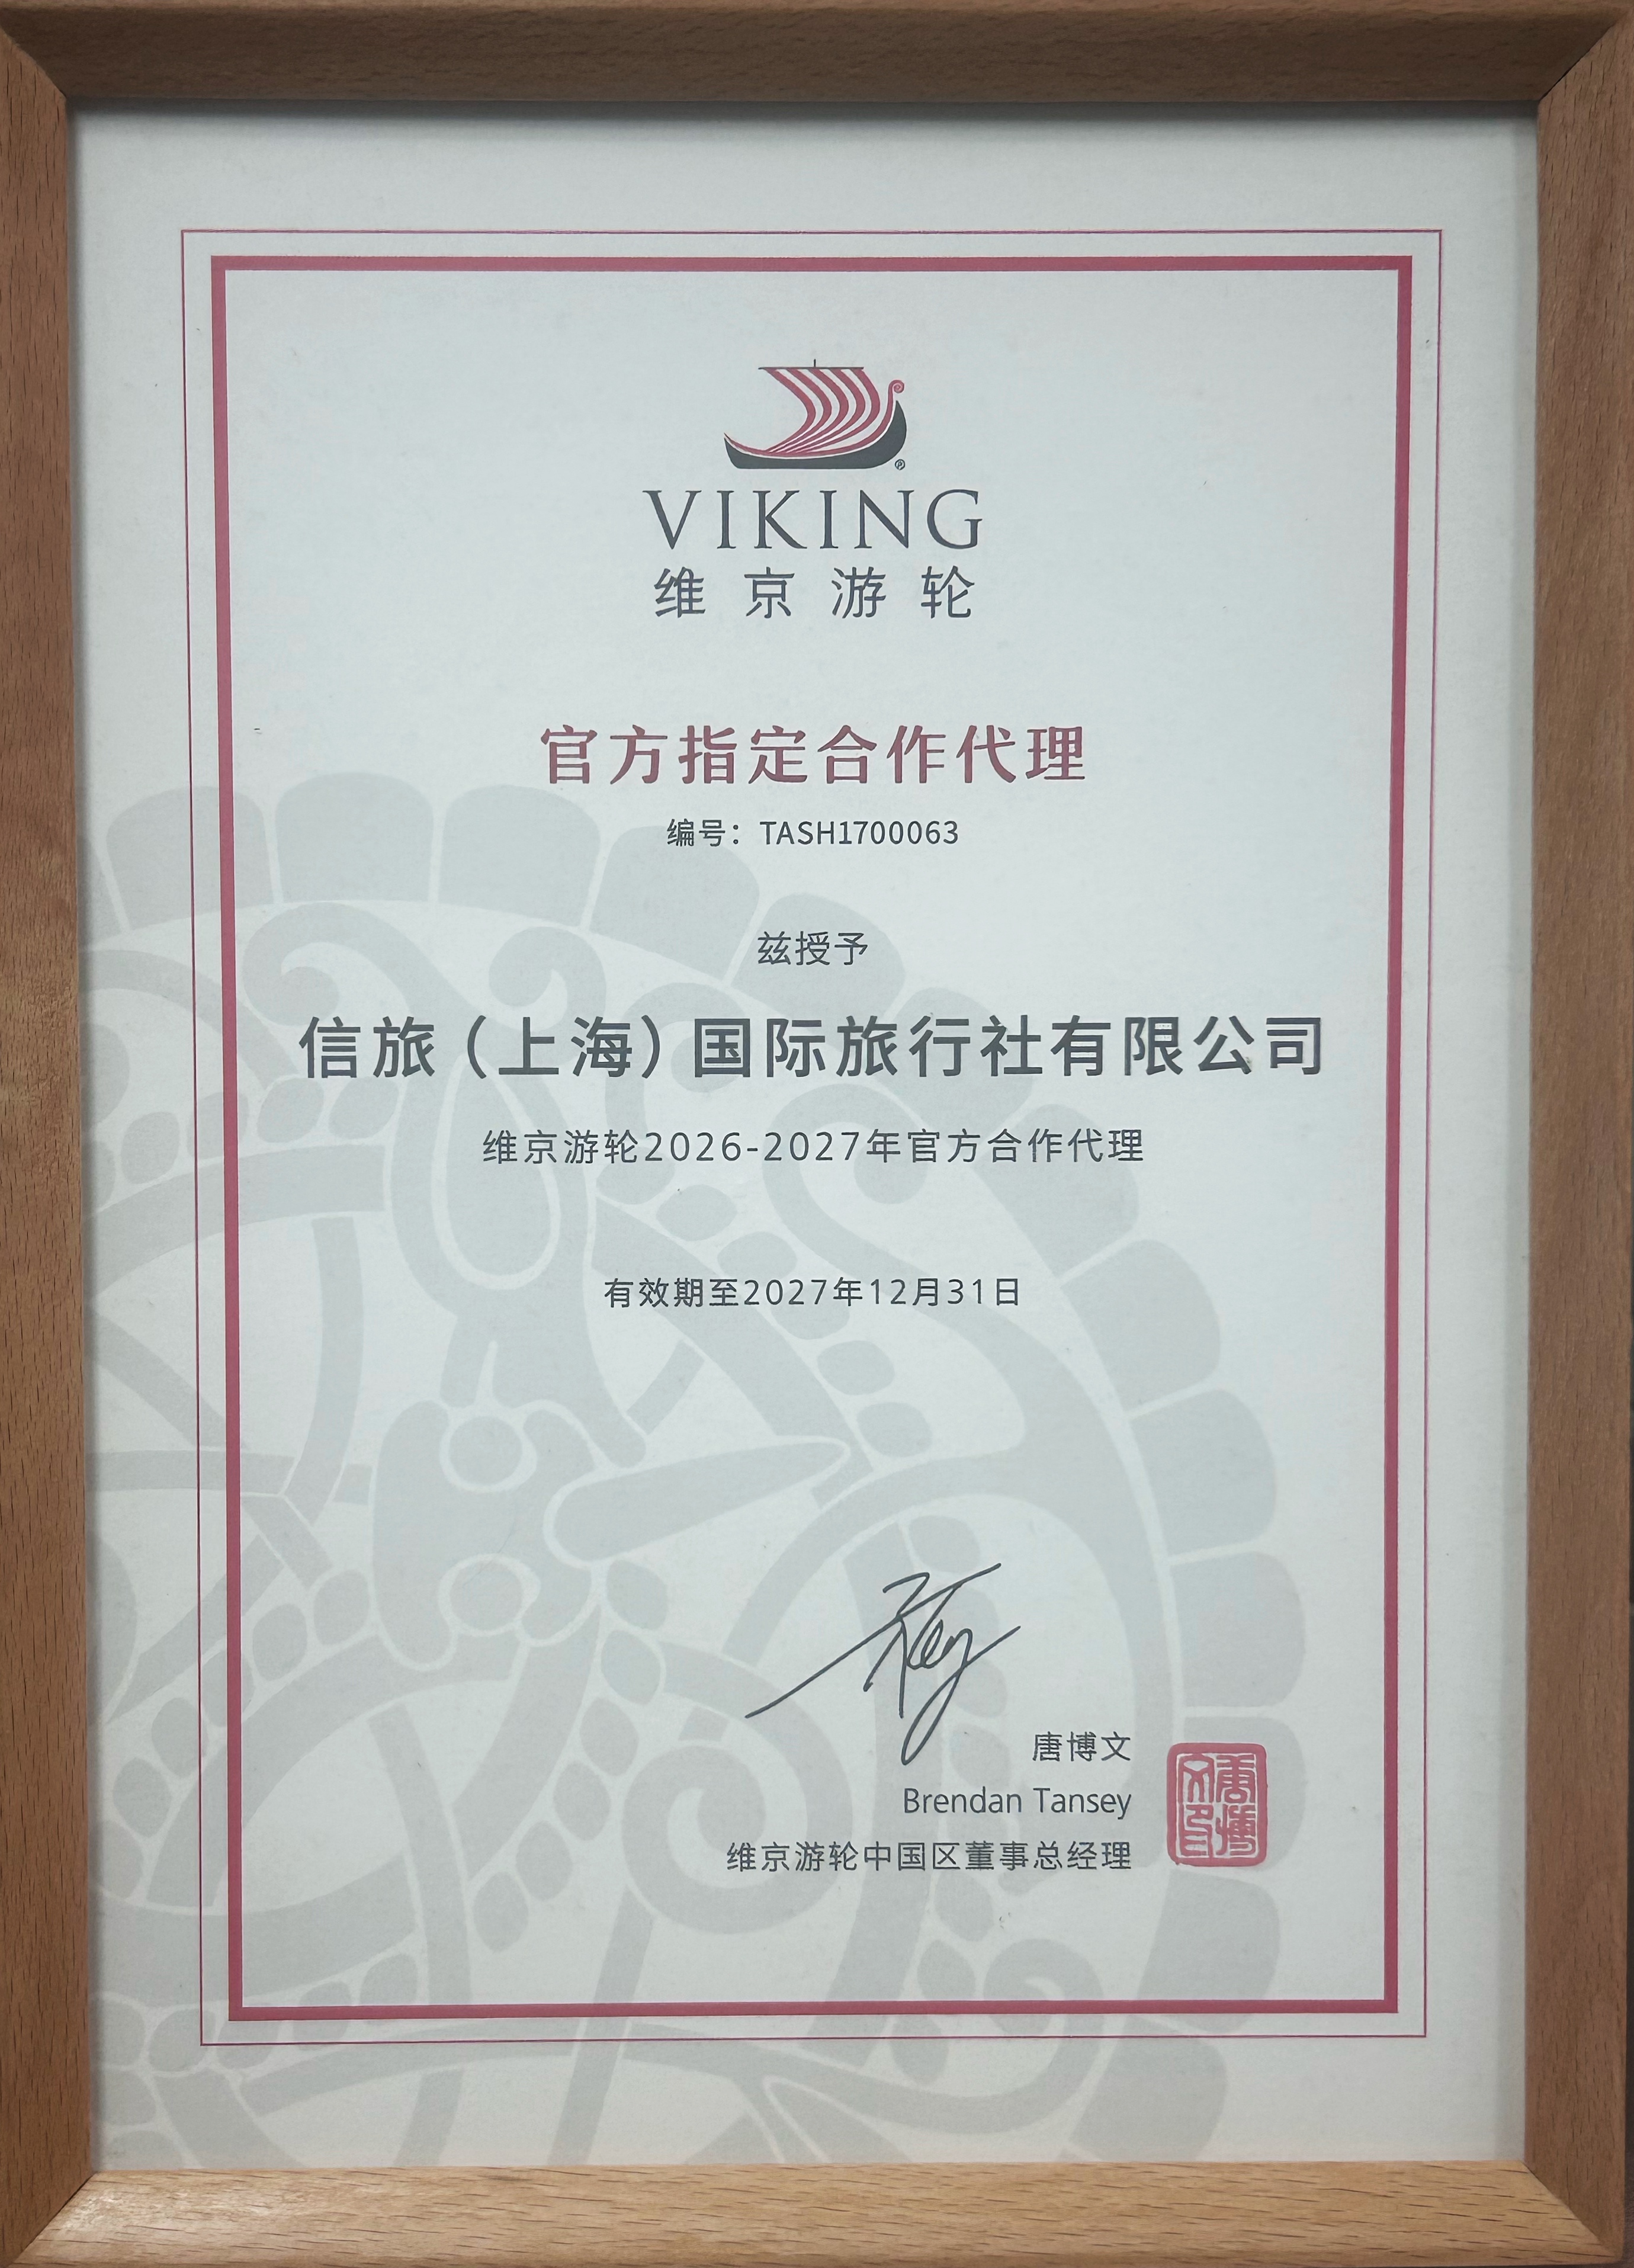 VIKING
维京游轮
官方指定合作代理
编号：TASH1700063
兹授予
信旅（上海）国际旅行社有限公司
维京游轮2026-2027年官方合作代理
有效期至2027年12月31日
唐博文
Brendan Tansey
维京游轮中国区董事总经理
唐博文印